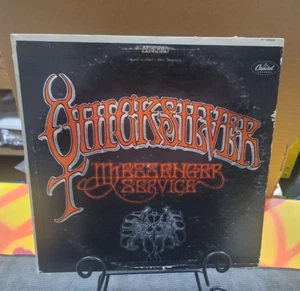 STEREO
Capitol
QUICKSILVER
MESSENGER
SERVICE